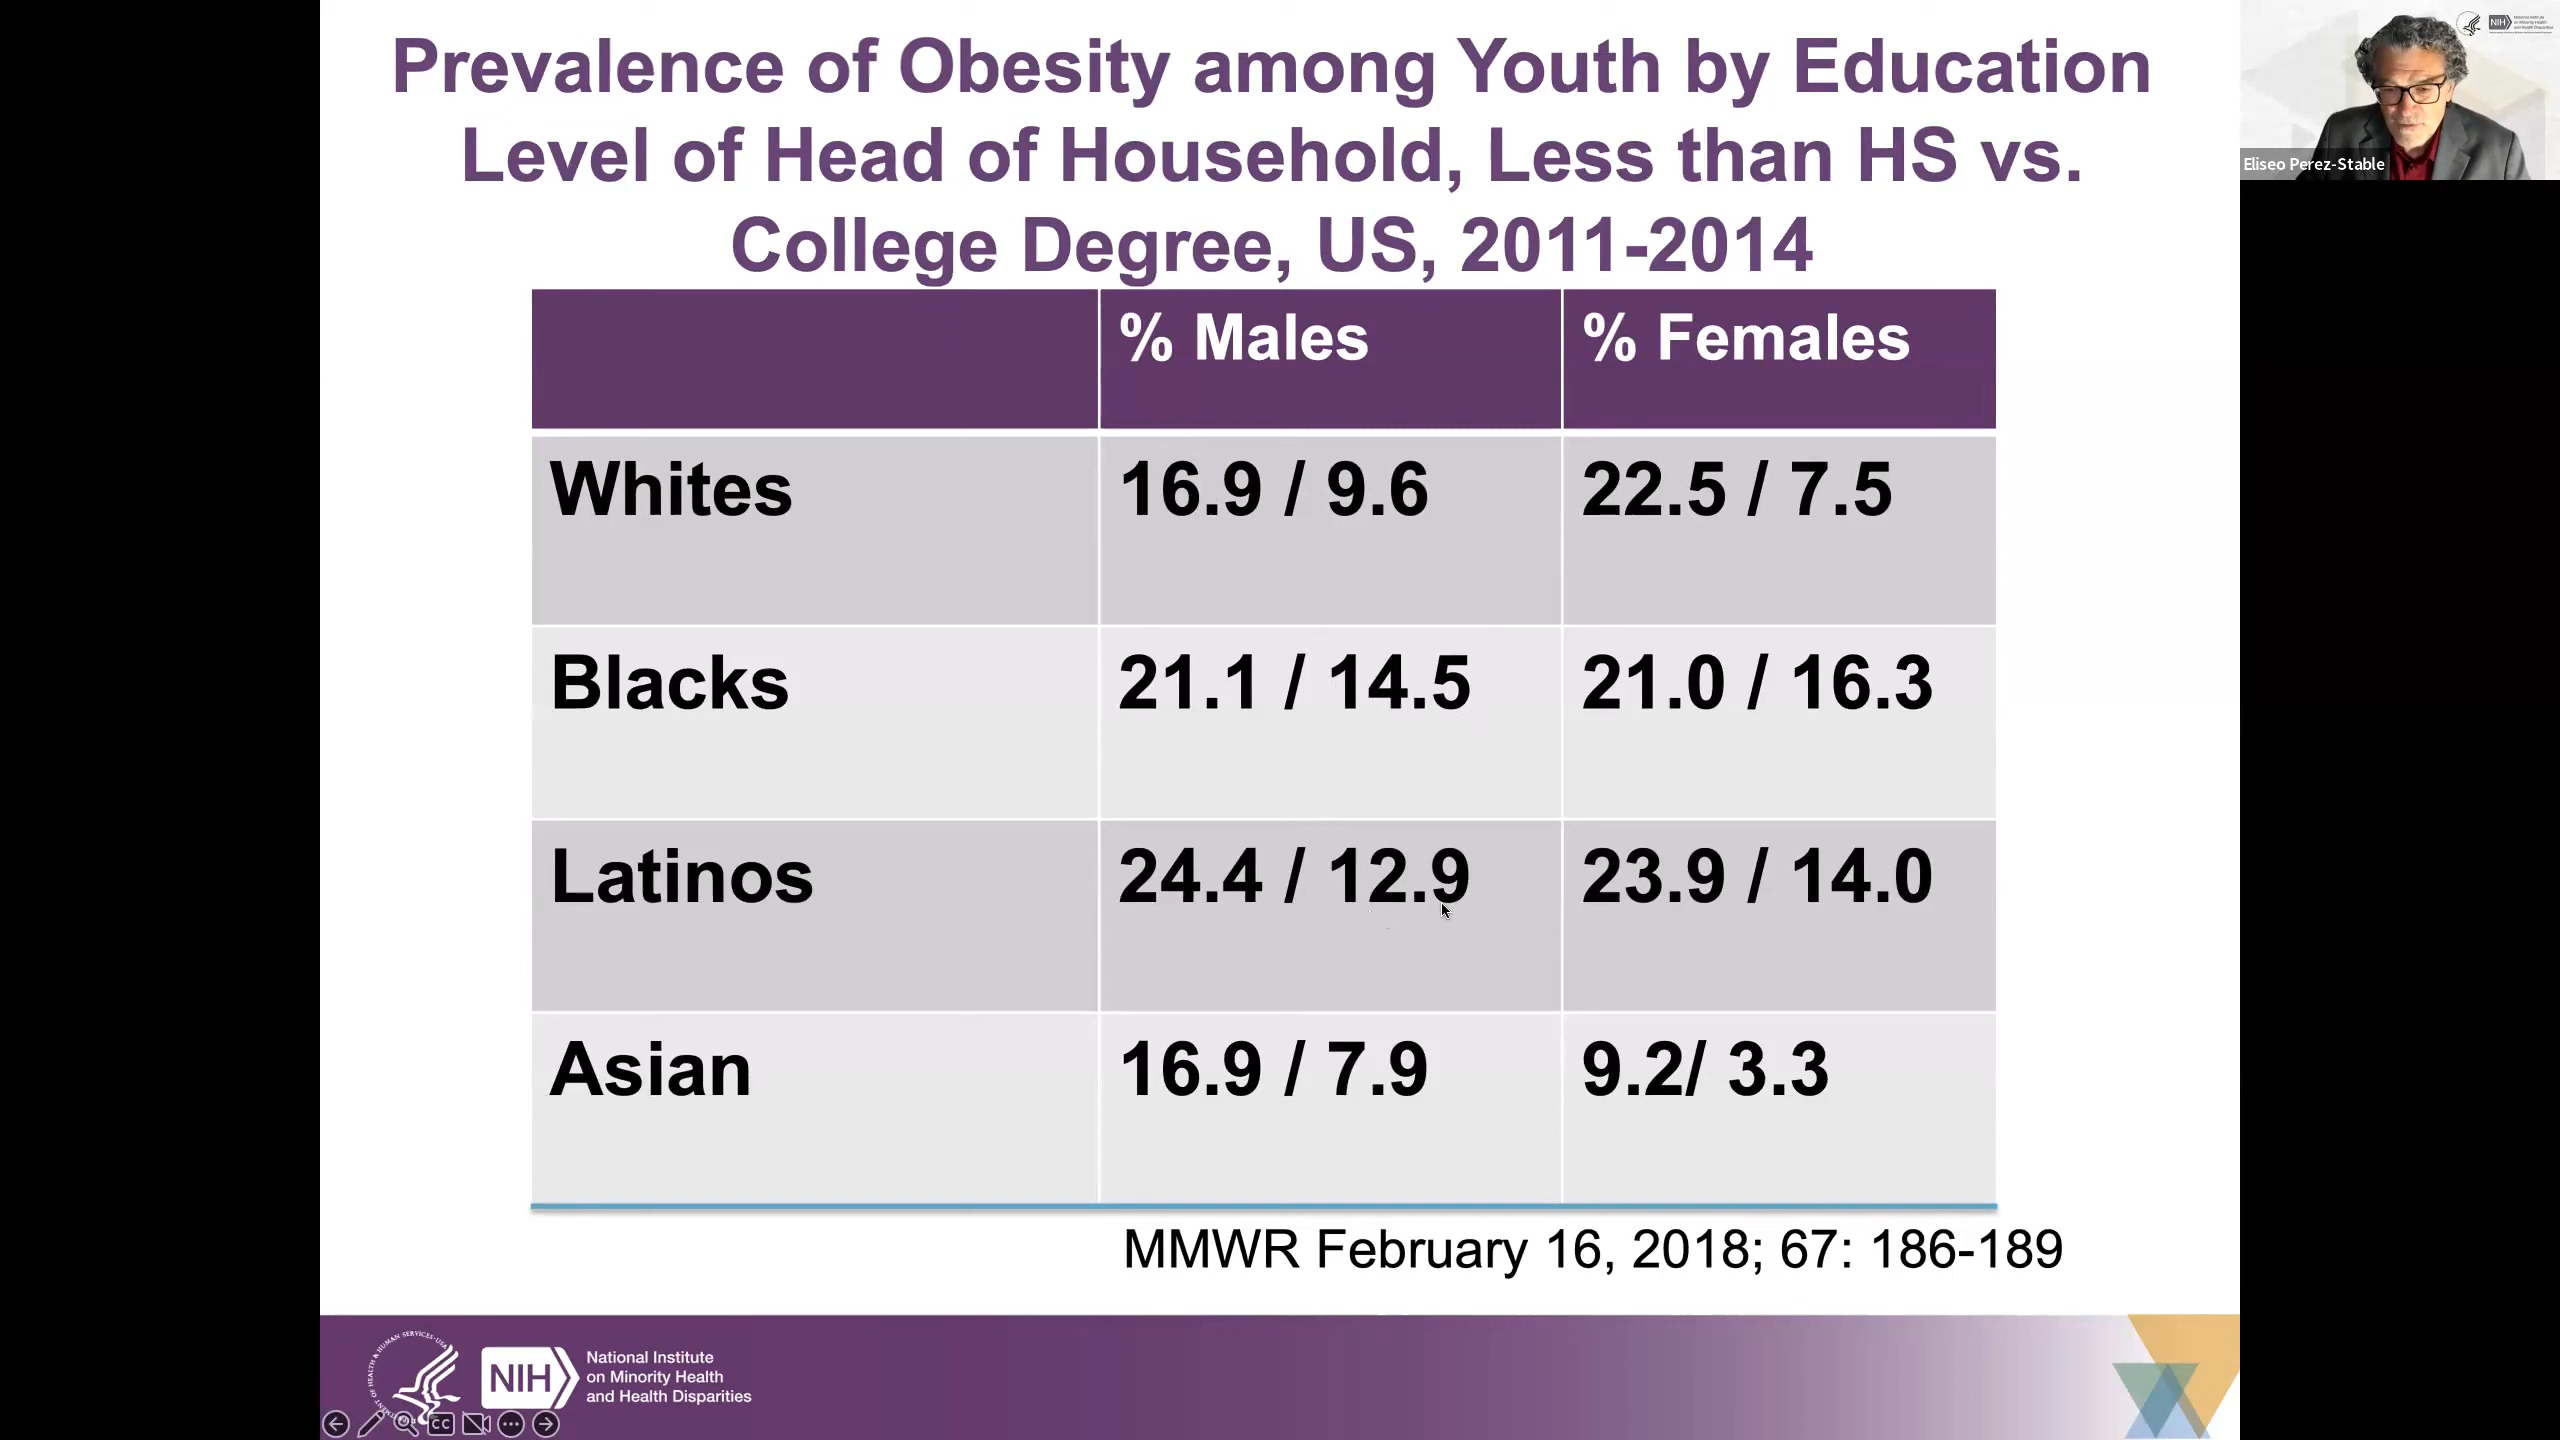 Prevalence of Obesity among Youth by Education
Level of Head of Household, Less than HS vs.
College Degree, US, 2011-2014
% Males
% Females
Whites
16.9 / 9.6
22.5 / 7.5
Blacks
21.1 / 14.5
21.0 / 16.3
Latinos
24.4 / 12.9
23.9 / 14.0
Asian
16.9 / 7.9
9.2/ 3.3
MMWR February 16, 2018; 67: 186-189
NIH
National Institute
on Minority Health
and Health Disparities
CC
Eliseo Perez-Stable
NIH